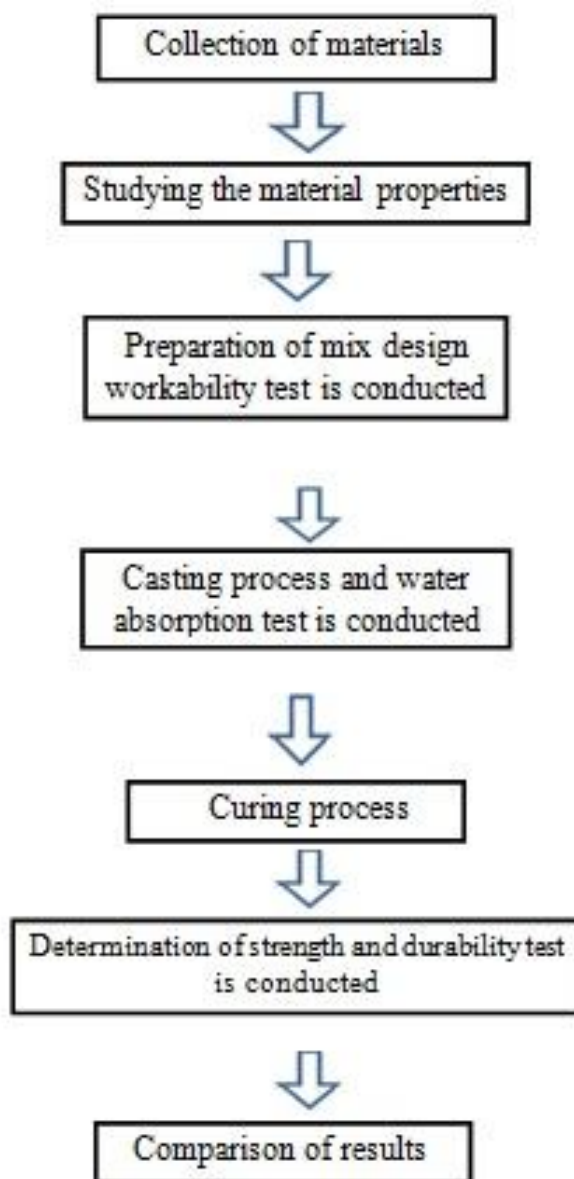 Collection of materials
Studying the material properties
Preparation of mix design
workability test is conducted
Casting process and water
absorption test is conducted
Curing process
Determination of strength and durability test
is conducted
Comparison of results